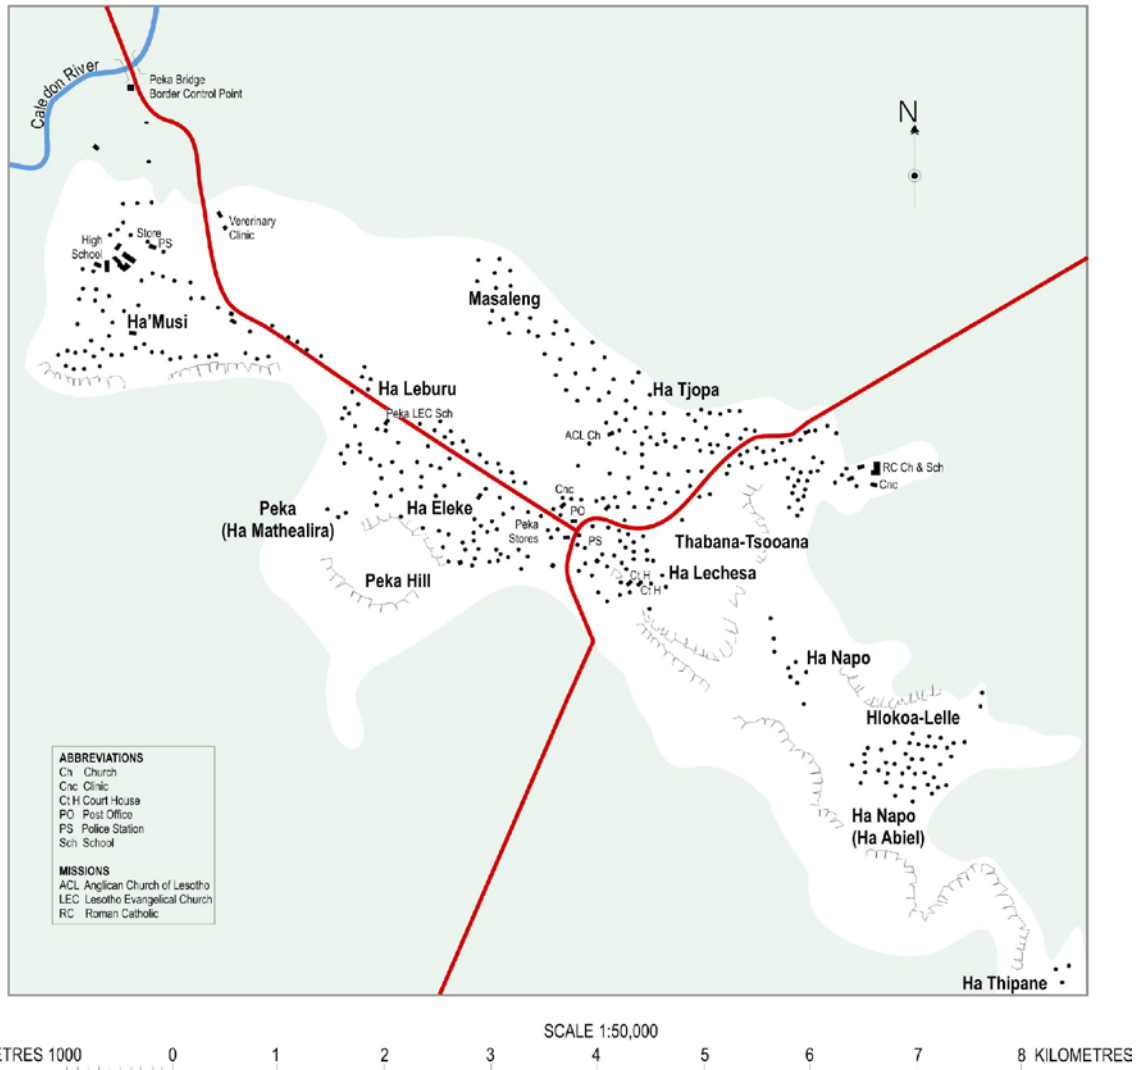 Caledon River
Peka Bridge
Border Control Point
N
Vererinary
Clinic
High
School
Store
PS
Masaleng
Ha'Musi
Ha Leburu
Ha Tjopa
Peka LEC Sch
ACL Ch
RC Ch & Sch
Cnc
Cnc
PO
Peka
(Ha Mathealira)
Ha Eleke
Peka
Stores
PS
Thabana-Tsooana
Peka Hill
Ct H
Ha Lechesa
Ct H
Ha Napo
Hlokoa-Lelle
ABBREVIATIONS
Ch Church
Cnc Clinic
Ct H Court House
PO Post Office
PS Police Station
Sch School
MISSIONS
ACL Anglican Church of Lesotho
LEC Lesotho Evangelical Church
RC Roman Catholic
Ha Napo
(Ha Abiel)
Ha Thipane
SCALE 1:50,000
ETRES 1000 0 1 2 3 4 5 6 7 8 KILOMETRES